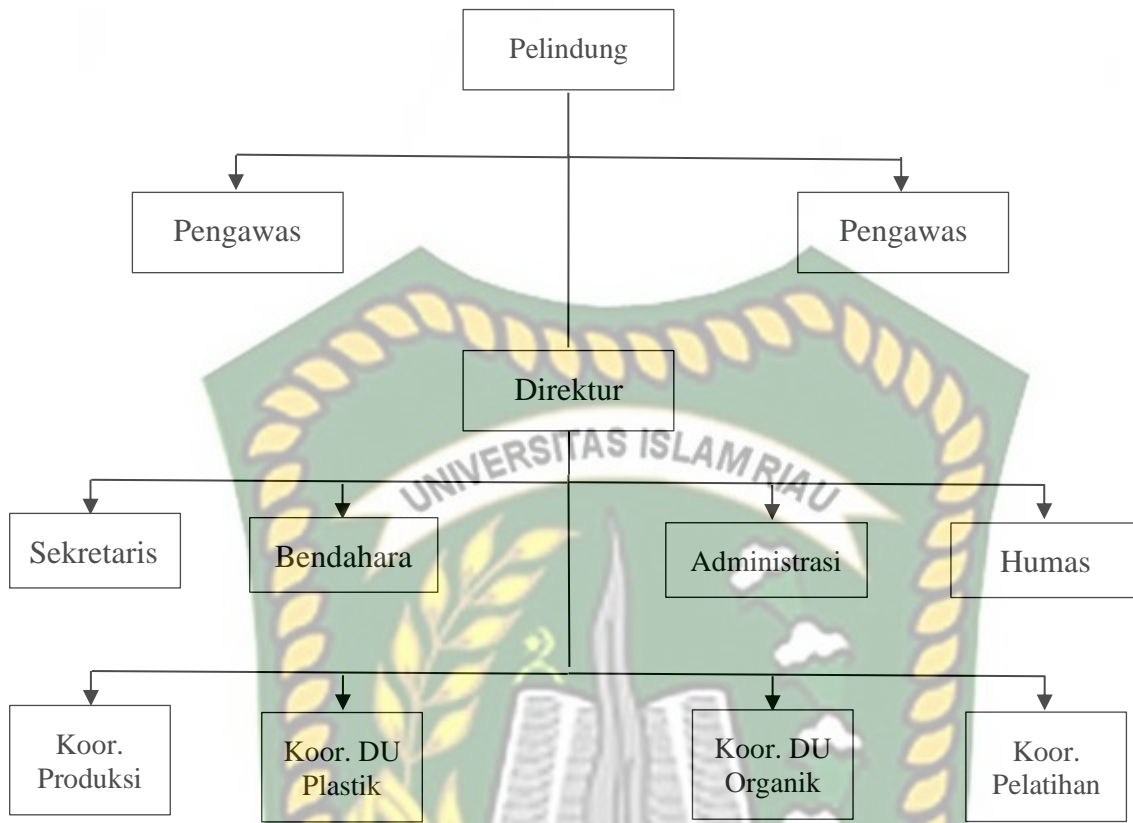 Pelindung
Pengawas
Pengawas
Direktur
UNIVERSITAS ISLAM RIAU
Sekretaris
Bendahara
Administrasi
Humas
Koor.
Produksi
Koor. DU
Plastik
Koor. DU
Organik
Koor.
Pelatihan